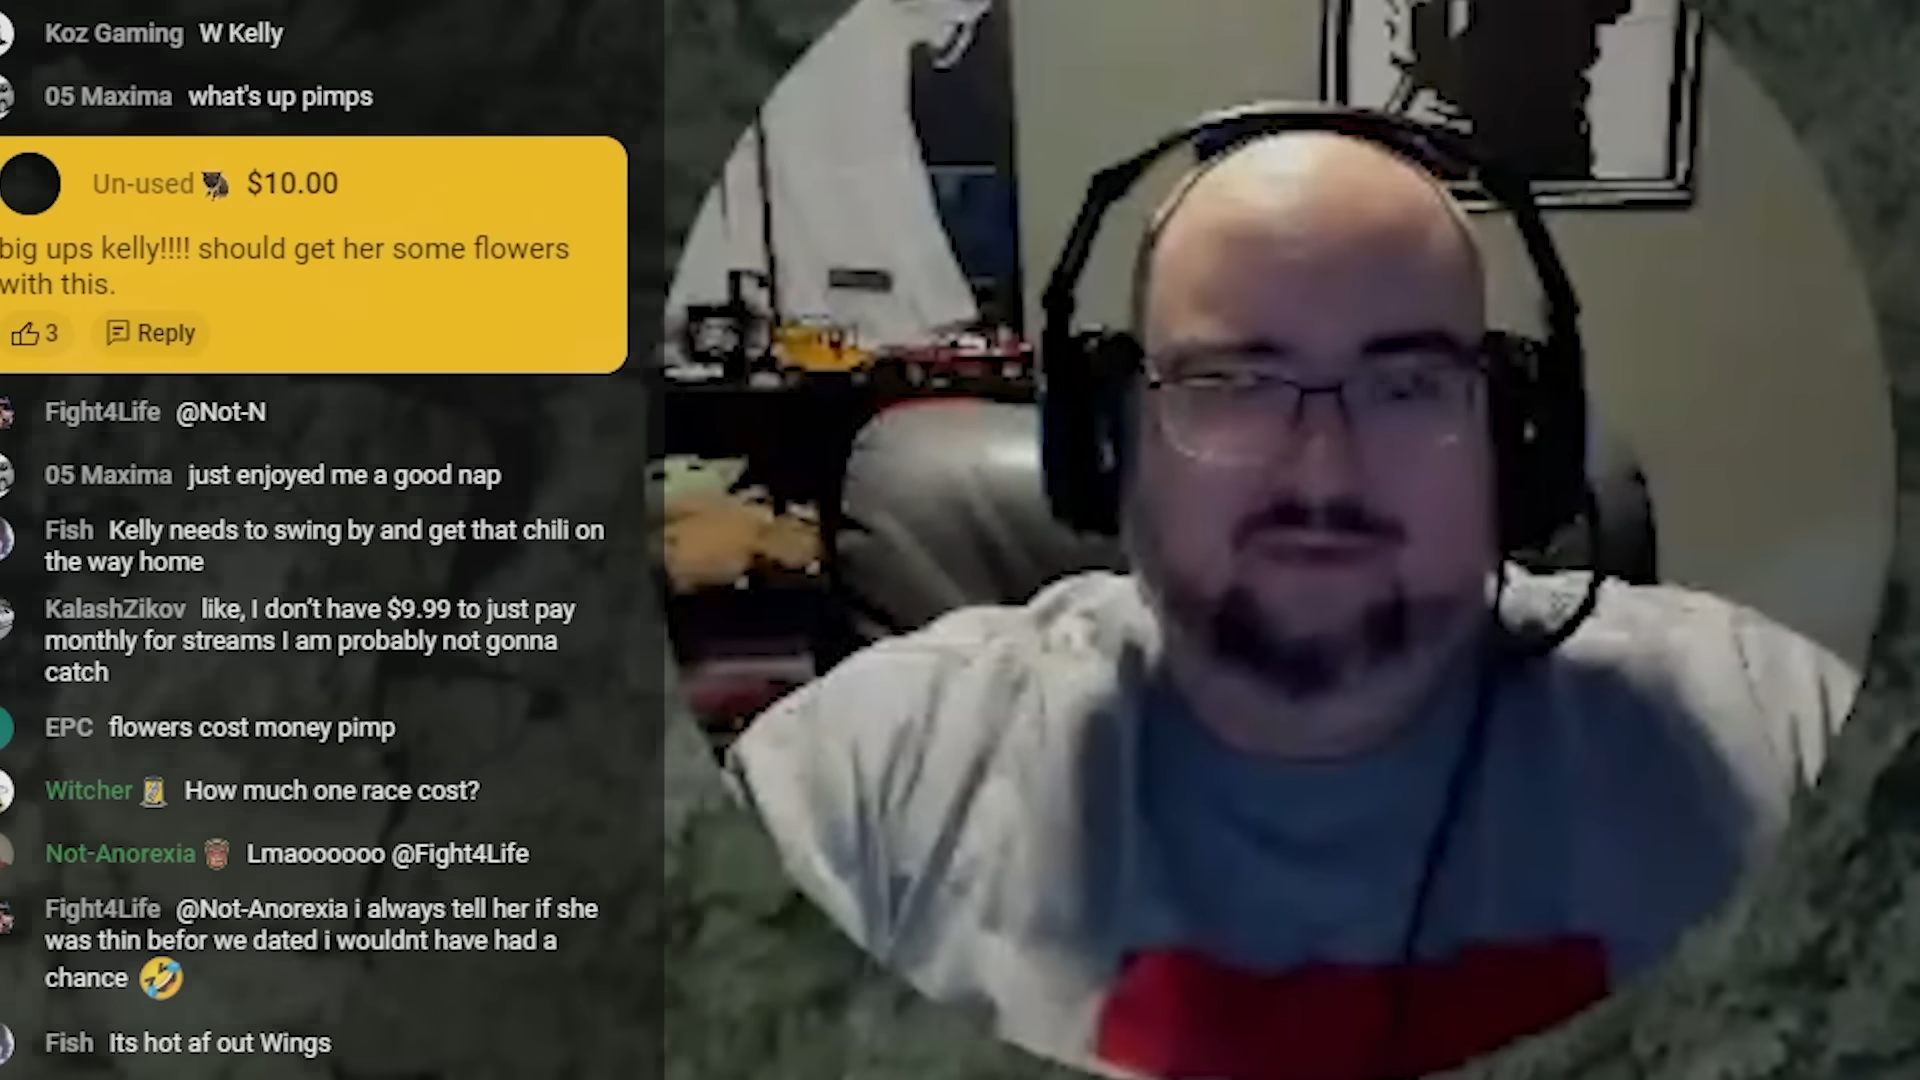 Koz Gaming W Kelly
05 Maxima what's up pimps
Un-used $10.00
big ups kelly!!!! should get her some flowers
with this.
3 Reply
Fight4Life @Not-N
05 Maxima just enjoyed me a good nap
Fish Kelly needs to swing by and get that chili on
the way home
KalashZikov like, I don't have $9.99 to just pay
monthly for streams I am probably not gonna
catch
EPC flowers cost money pimp
Witcher How much one race cost?
Not-Anorexia Lmaoooooo @Fight4Life
Fight4Life @Not-Anorexia i always tell her if she
was thin befor we dated i wouldnt have had a
chance 🤣
Fish Its hot af out Wings